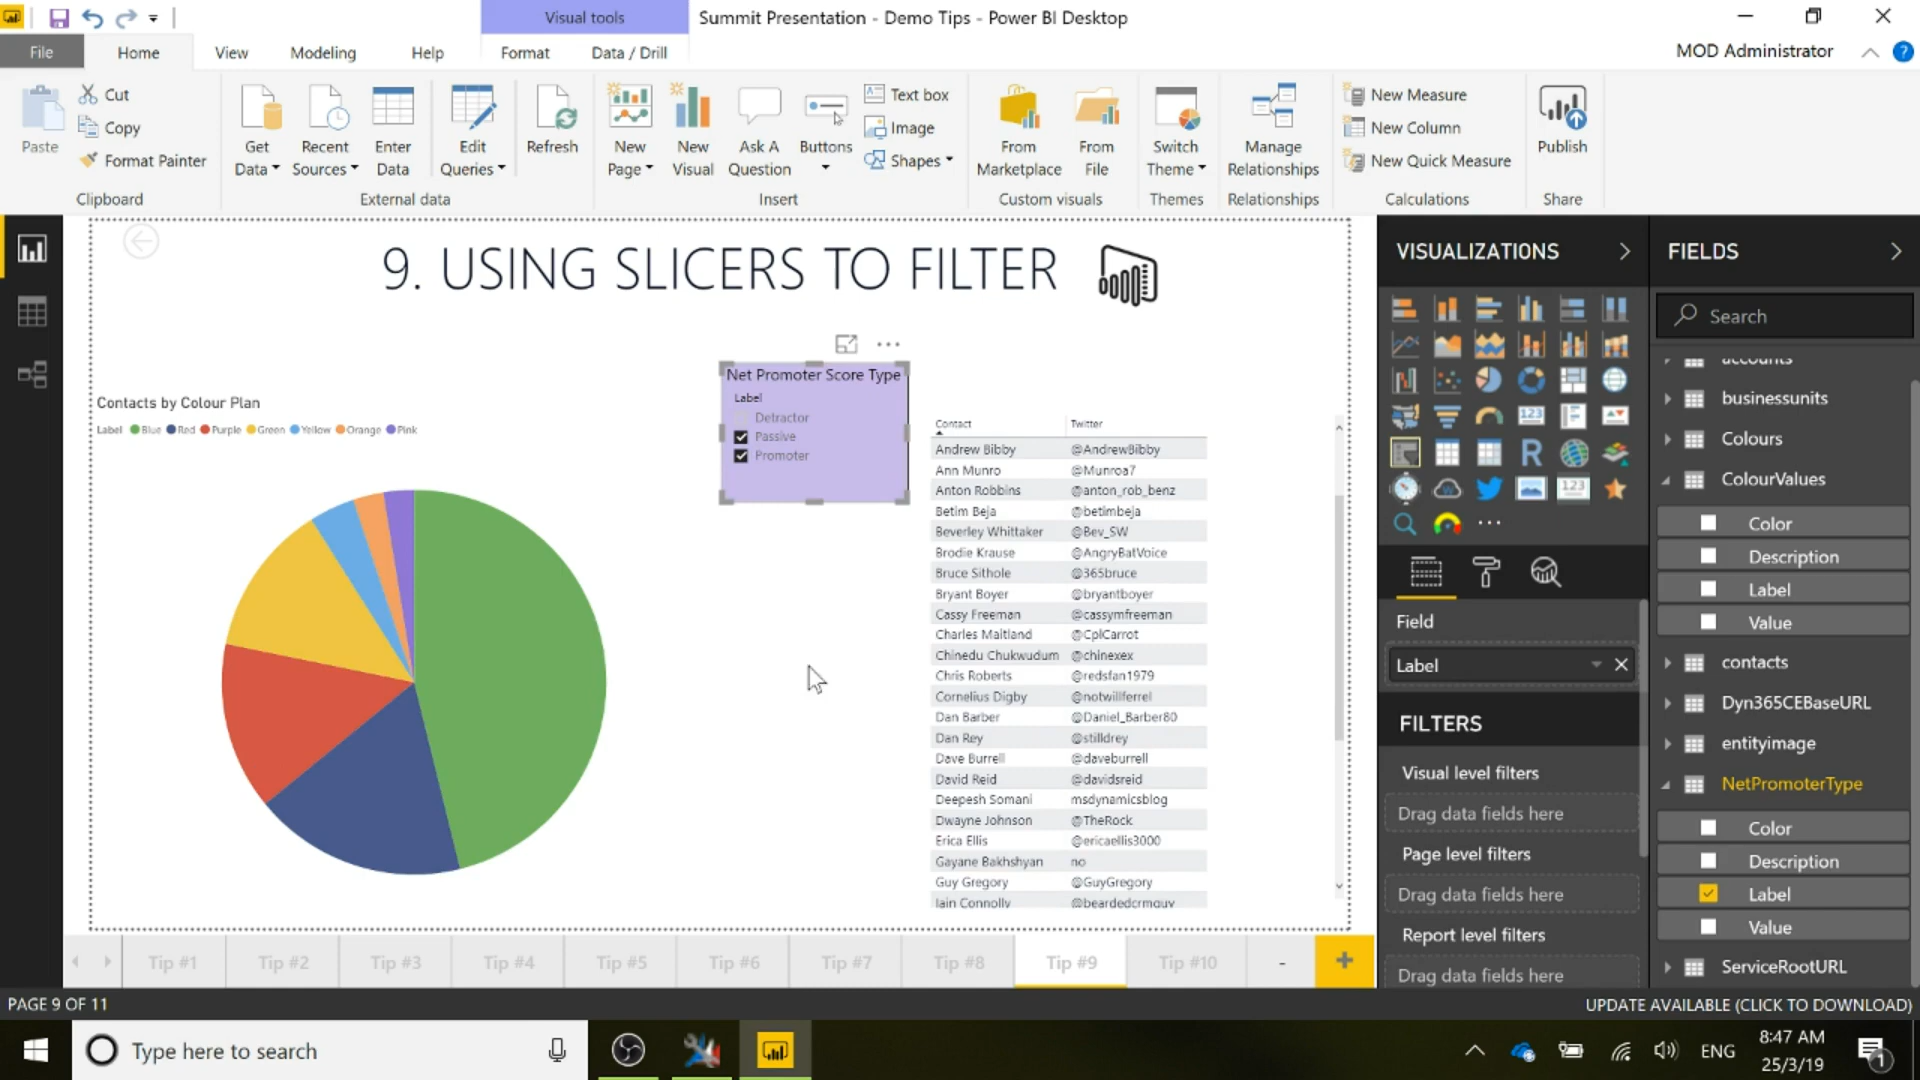 Visual tools
Summit Presentation - Demo Tips - Power BI Desktop
File
Home
View
Modeling
Help
Format
Data / Drill
MOD Administrator
?
Paste
Cut
Copy
Format Painter
Clipboard
Get Data
Recent Sources
Enter Data
Edit Queries
External data
Refresh
New Page
New Visual
Ask A Question
Buttons
Text box
Image
Shapes
Insert
From Marketplace
From File
Custom visuals
Switch Theme
Themes
Manage Relationships
Relationships
New Measure
New Column
New Quick Measure
Calculations
Publish
Share
9. USING SLICERS TO FILTER
Contacts by Colour Plan
Label Blue Red Purple Green Yellow Orange Pink
Net Promoter Score Type
Label
Detractor
Passive
Promoter
Contact Twitter
Andrew Bibby @AndrewBibby
Ann Munro @Munroa7
Anton Robbins @anton_rob_benz
Betim Beja @betimbeja
Beverley Whittaker @Bev_SW
Brodie Krause @AngryBatVoice
Bruce Sithole @365bruce
Bryant Boyer @bryantboyer
Cassy Freeman @cassymfreeman
Charles Maitland @CplCarrot
Chinedu Chukwudum @chinexex
Chris Roberts @redsfan1979
Cornelius Digby @notwillferrel
Dan Barber @Daniel_Barber80
Dan Rey @stilldrey
Dave Burrell @daveburrell
David Reid @davidsreid
Deepesh Somani msdynamicsblog
Dwayne Johnson @TheRock
Erica Ellis @ericaellis3000
Gayane Bakhshyan no
Guy Gregory @GuyGregory
Iain Connolly @beardedcrmguy
VISUALIZATIONS
123
R
123
Field
Label
FILTERS
Visual level filters
Drag data fields here
Page level filters
Drag data fields here
Report level filters
Drag data fields here
FIELDS
Search
accounts
businessunits
Colours
ColourValues
Color
Description
Label
Value
contacts
Dyn365CEBaseURL
entityimage
NetPromoterType
Color
Description
Label
Value
ServiceRootURL
Tip #1
Tip #2
Tip #3
Tip #4
Tip #5
Tip #6
Tip #7
Tip #8
Tip #9
Tip #10
-
+
PAGE 9 OF 11
UPDATE AVAILABLE (CLICK TO DOWNLOAD)
Type here to search
ENG
8:47 AM
25/3/19
1